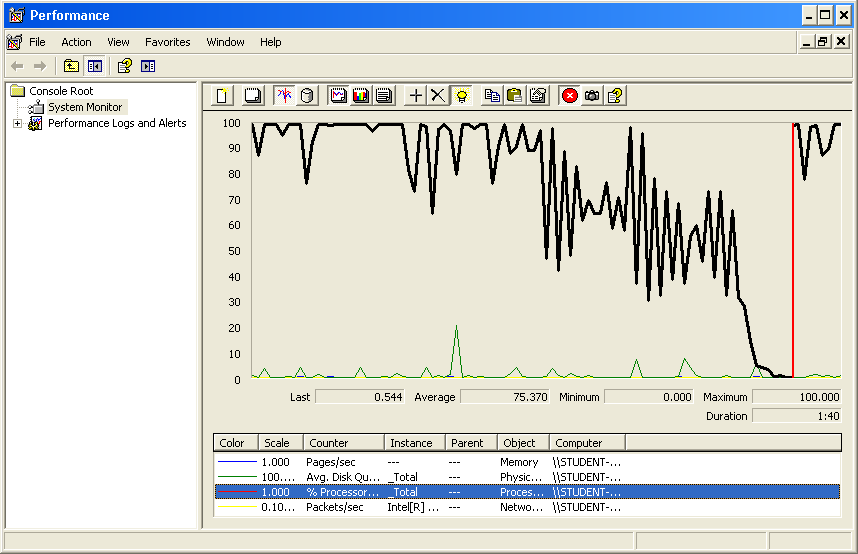 Performance
File Action View Favorites Window Help
Console Root
System Monitor
Performance Logs and Alerts
100
90
80
70
60
50
40
30
20
10
0
Last 0.544 Average 75.370 Minimum 0.000 Maximum 100.000
Duration 1:40
Color Scale Counter Instance Parent Object Computer
1.000 Pages/sec --- --- Memory \\STUDENT-...
100.... Avg. Disk Qu... _Total --- Physic... \\STUDENT-...
1.000 % Processor... _Total --- Proces... \\STUDENT-...
0.10... Packets/sec Intel[R] ... --- Netwo... \\STUDENT-...